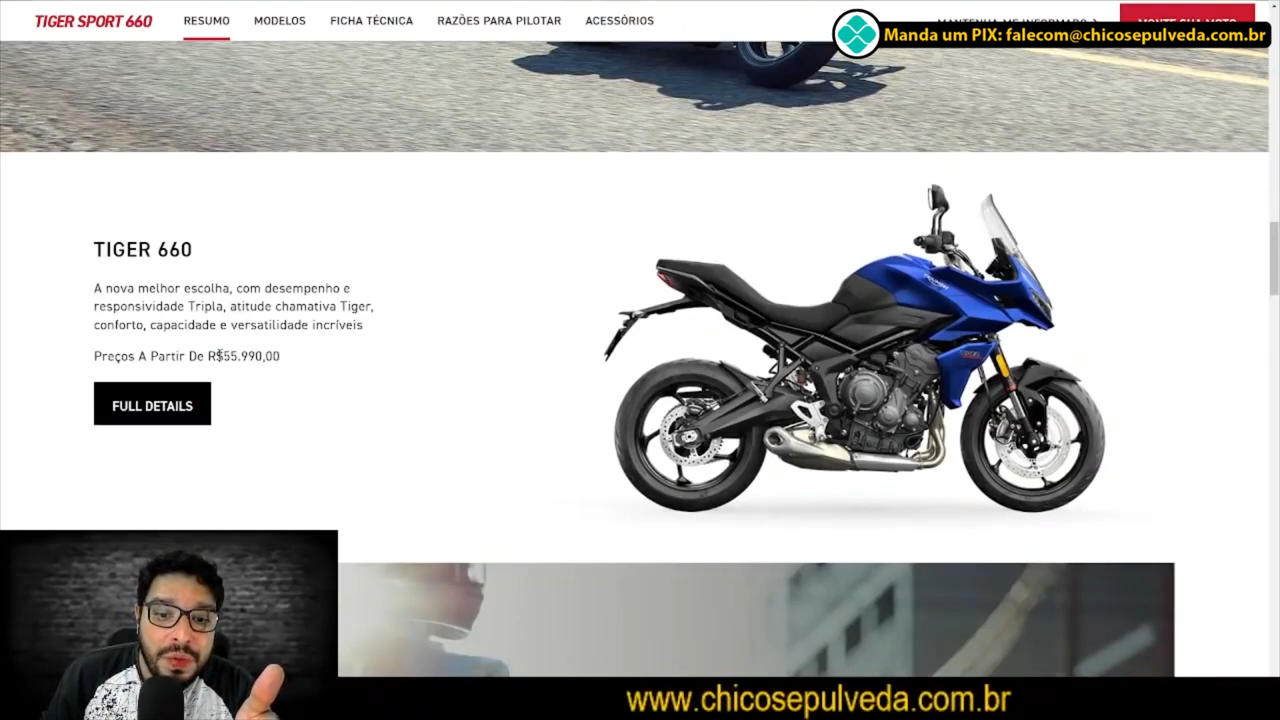 TIGER SPORT 660
RESUMO
MODELOS
FICHA TÉCNICA
RAZÕES PARA PILOTAR
ACESSÓRIOS
Manda um PIX: falecom@chicosepulveda.com.br
TIGER 660
A nova melhor escolha, com desempenho e
responsividade Tripla, atitude chamativa Tiger,
conforto, capacidade e versatilidade incríveis
Preços A Partir De R$55.990,00
FULL DETAILS
www.chicosepulveda.com.br